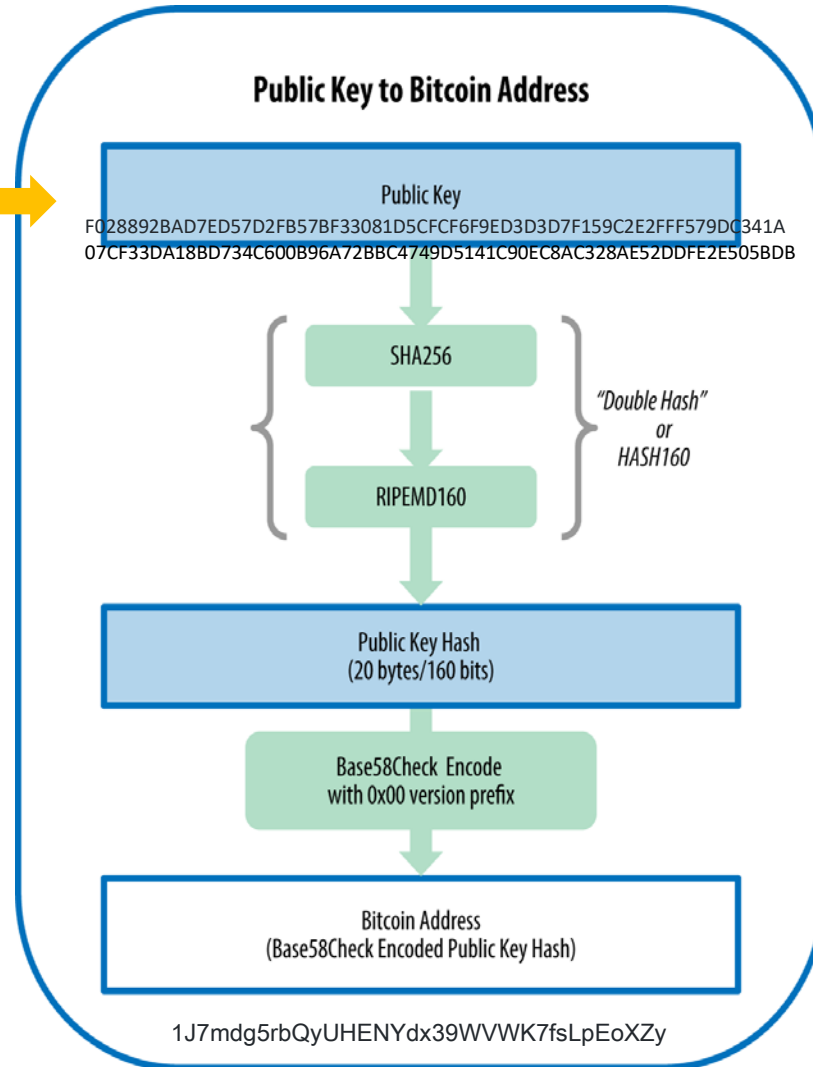 Public Key to Bitcoin Address
Public Key
F028892BAD7ED57D2FB57BF33081D5CFCF6F9ED3D3D7F159C2E2FFF579DC341A
07CF33DA18BD734C600B96A72BBC4749D5141C90EC8AC328AE52DDFE2E505BDB
SHA256
"Double Hash"
or
HASH160
RIPEMD160
Public Key Hash
(20 bytes/160 bits)
Base58Check Encode
with 0x00 version prefix
Bitcoin Address
(Base58Check Encoded Public Key Hash)
1J7mdg5rbQyUHENYdx39WVWK7fsLpEoXZy